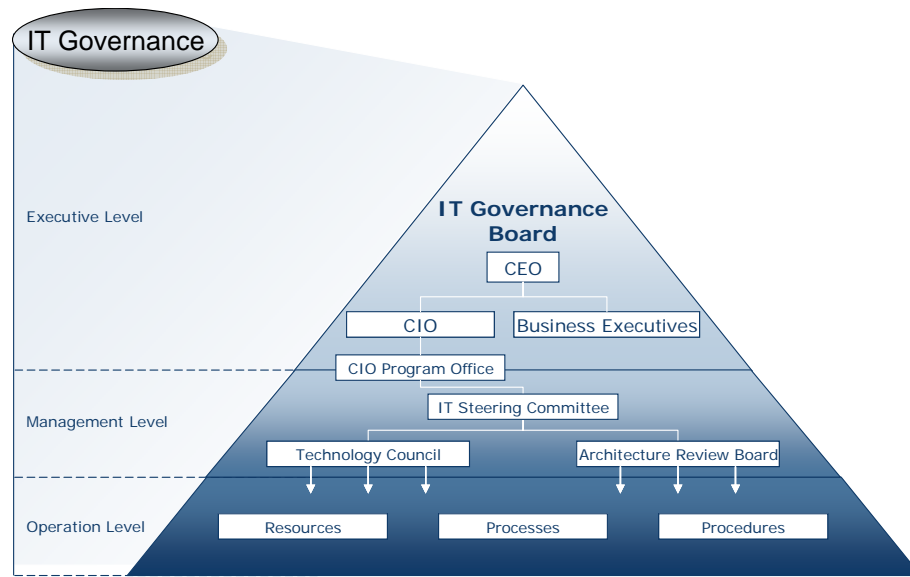 IT Governance
Executive Level
IT Governance
Board
CEO
CIO
Business Executives
CIO Program Office
Management Level
IT Steering Committee
Technology Council
Architecture Review Board
Operation Level
Resources
Processes
Procedures